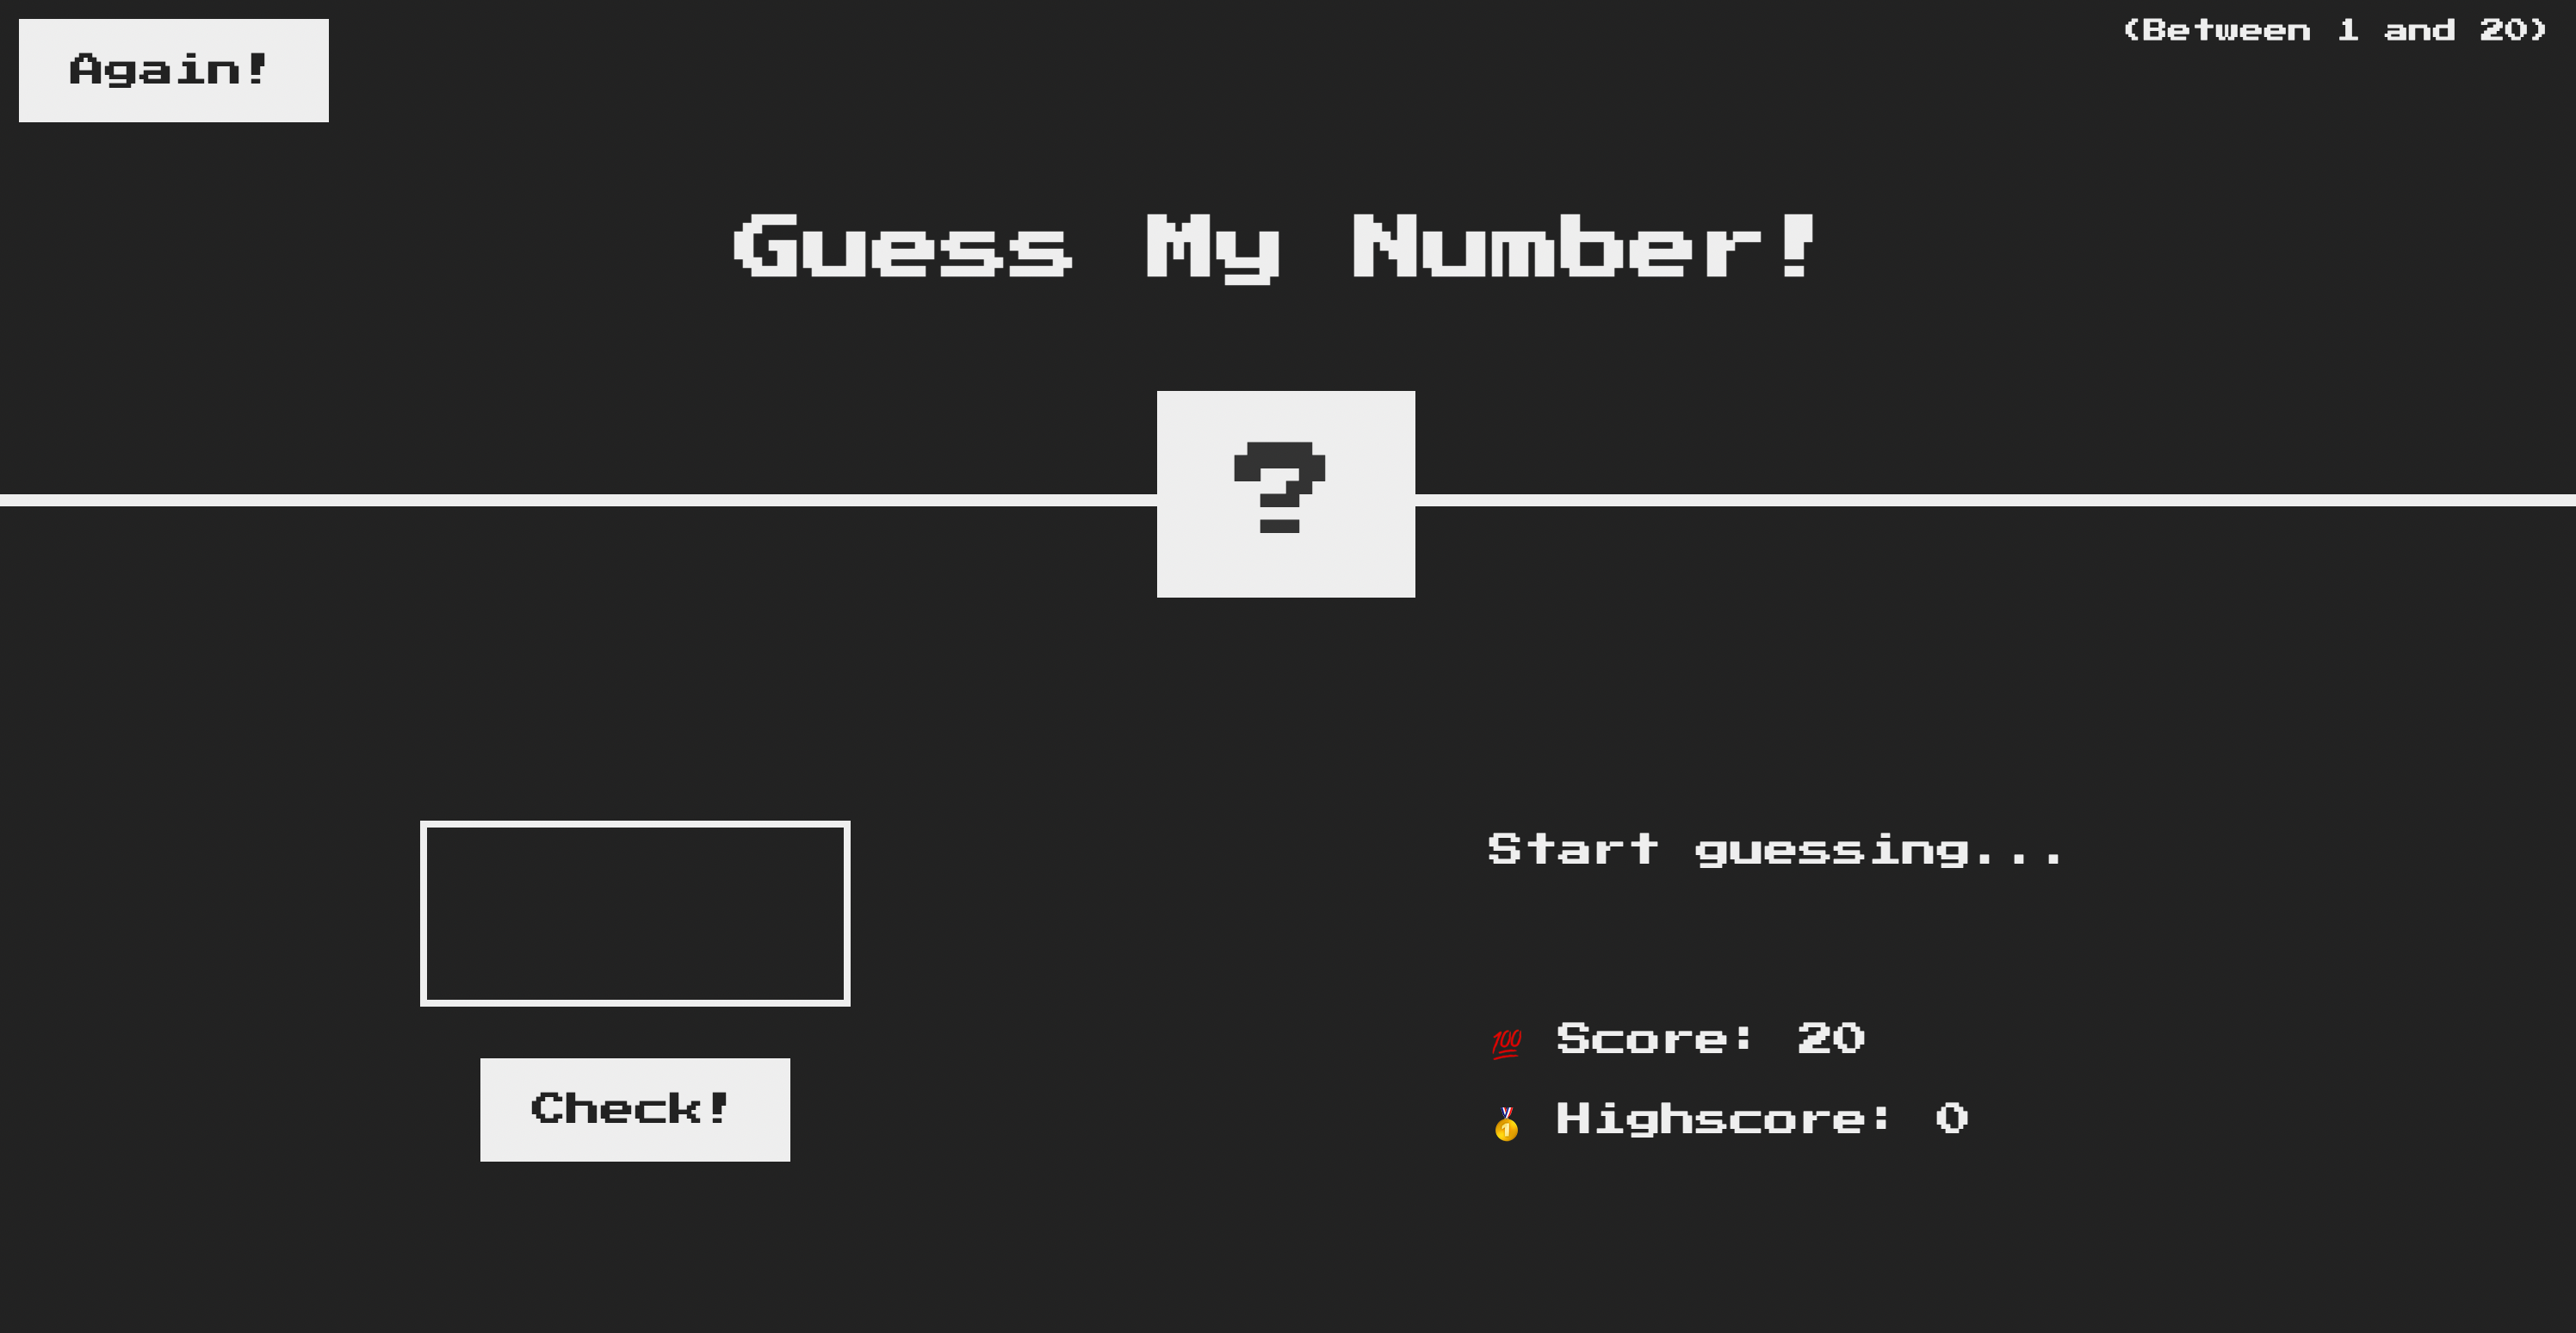 Again!
(Between 1 and 20)
Guess My Number!
?
Start guessing...
💯 Score: 20
🥇 Highscore: 0
Check!